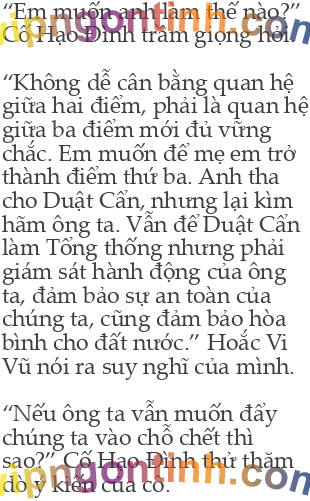 “Em muốn anh làm thế nào?”
Cố Hạo Đình trầm giọng hỏi.
“Không dễ cân bằng quan hệ
giữa hai điểm, phải là quan hệ
giữa ba điểm mới đủ vững
chắc. Em muốn để mẹ em trở
thành điểm thứ ba. Anh tha
cho Duật Cẩn, nhưng lại kìm
hãm ông ta. Vẫn để Duật Cẩn
làm Tổng thống nhưng phải
giám sát hành động của ông
ta, đảm bảo sự an toàn của
chúng ta, cũng đảm bảo hòa
bình cho đất nước.” Hoắc Vi
Vũ nói ra suy nghĩ của mình.
“Nếu ông ta vẫn muốn đẩy
chúng ta vào chỗ chết thì
sao?” Cố Hạo Đình thử thăm
dò ý kiến của cô.